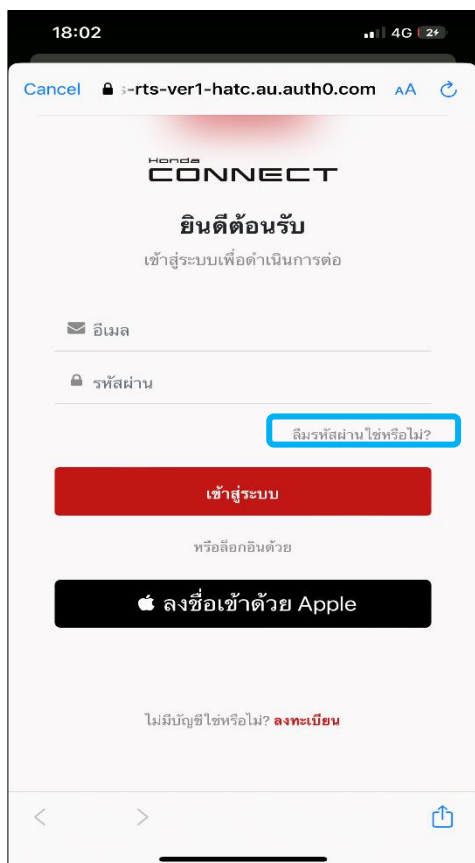 18:02 4G 24
Cancel s-rts-ver1-hatc.au.auth0.com AA
Honda
CONNECT
ยินดีต้อนรับ
เข้าสู่ระบบเพื่อดำเนินการต่อ
อีเมล
รหัสผ่าน
ลืมรหัสผ่านใช่หรือไม่?
เข้าสู่ระบบ
หรือล็อกอินด้วย
ลงชื่อเข้าด้วย Apple
ไม่มีบัญชีใช่หรือไม่? ลงทะเบียน